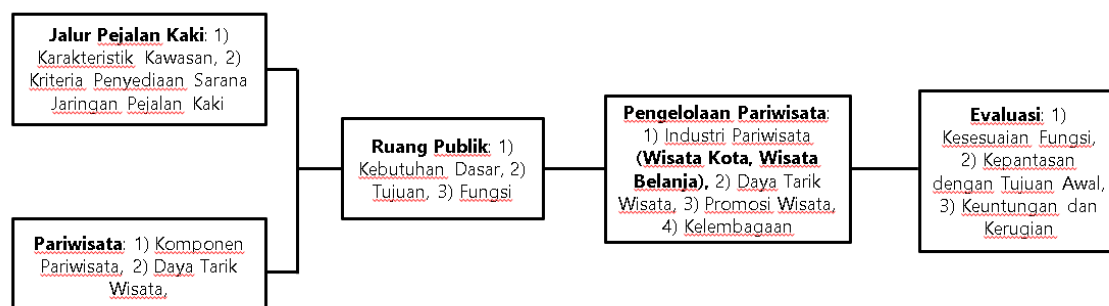 Jalur Pejalan Kaki: 1)
Karakteristik Kawasan, 2)
Kriteria Penyediaan Sarana
Jaringan Pejalan Kaki
Pariwisata: 1) Komponen
Pariwisata, 2) Daya Tarik
Wisata,
Ruang Publik: 1)
Kebutuhan Dasar, 2)
Tujuan, 3) Fungsi
Pengelolaan Pariwisata:
1) Industri Pariwisata
(Wisata Kota, Wisata
Belanja), 2) Daya Tarik
Wisata, 3) Promosi Wisata,
4) Kelembagaan
Evaluasi: 1)
Kesesuaian Fungsi,
2) Kepantasan
dengan Tujuan Awal,
3) Keuntungan dan
Kerugian